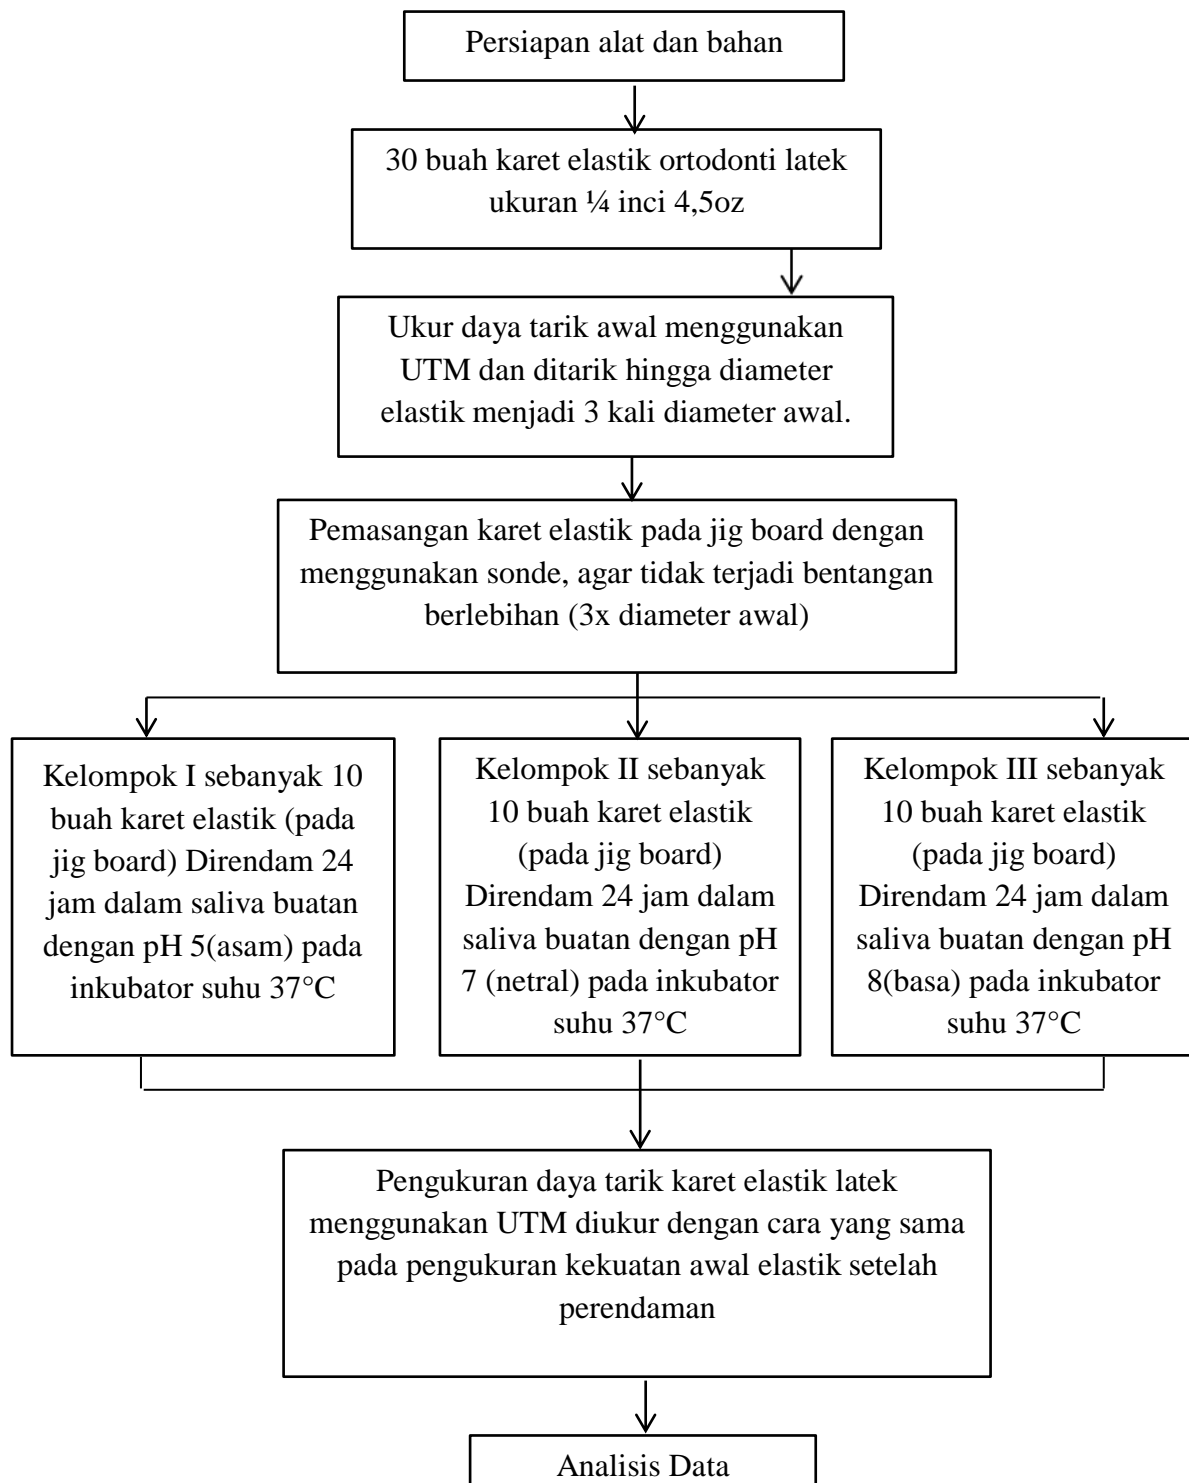 Persiapan alat dan bahan
30 buah karet elastik ortodonti latek
ukuran ¼ inci 4,5oz
Ukur daya tarik awal menggunakan
UTM dan ditarik hingga diameter
elastik menjadi 3 kali diameter awal.
Pemasangan karet elastik pada jig board dengan
menggunakan sonde, agar tidak terjadi bentangan
berlebihan (3x diameter awal)
Kelompok I sebanyak 10
buah karet elastik (pada
jig board) Direndam 24
jam dalam saliva buatan
dengan pH 5(asam) pada
inkubator suhu 37°C
Kelompok II sebanyak
10 buah karet elastik
(pada jig board)
Direndam 24 jam dalam
saliva buatan dengan pH
7 (netral) pada inkubator
suhu 37°C
Kelompok III sebanyak
10 buah karet elastik
(pada jig board)
Direndam 24 jam dalam
saliva buatan dengan pH
8(basa) pada inkubator
suhu 37°C
Pengukuran daya tarik karet elastik latek
menggunakan UTM diukur dengan cara yang sama
pada pengukuran kekuatan awal elastik setelah
perendaman
Analisis Data